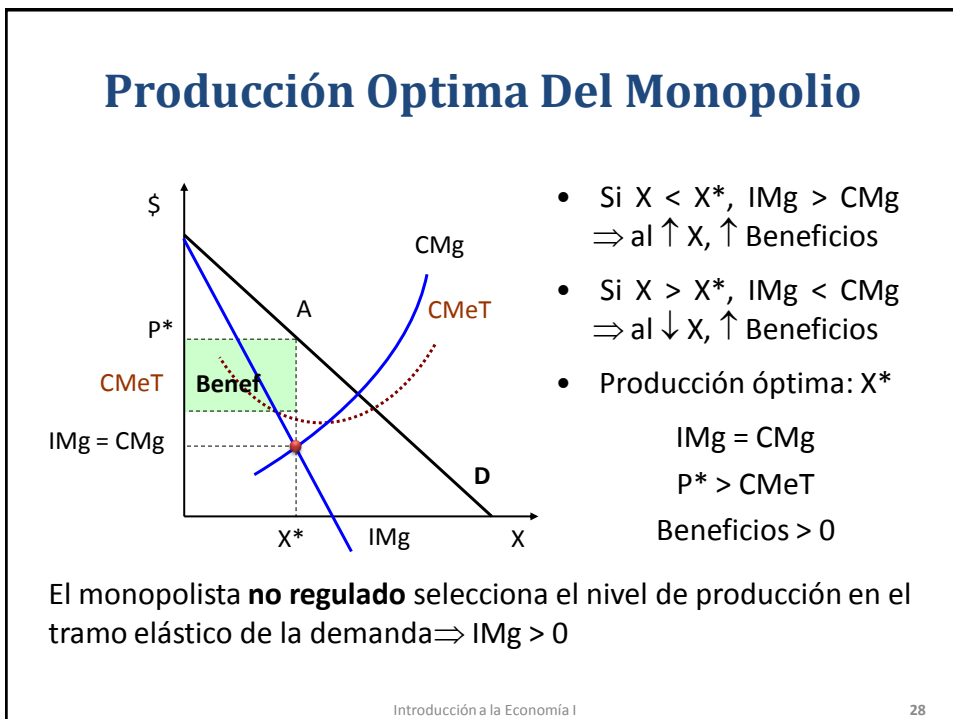 Producción Optima Del Monopolio
$
CMg
A
CMeT
P*
CMeT
Benef
IMg = CMg
D
X*
IMg
X
• Si X < X*, IMg > CMg
⇒ al ↑ X, ↑ Beneficios
• Si X > X*, IMg < CMg
⇒ al ↓ X, ↑ Beneficios
• Producción óptima: X*
IMg = CMg
P* > CMeT
Beneficios > 0
El monopolista no regulado selecciona el nivel de producción en el
tramo elástico de la demanda⇒ IMg > 0
Introducción a la Economía I
28